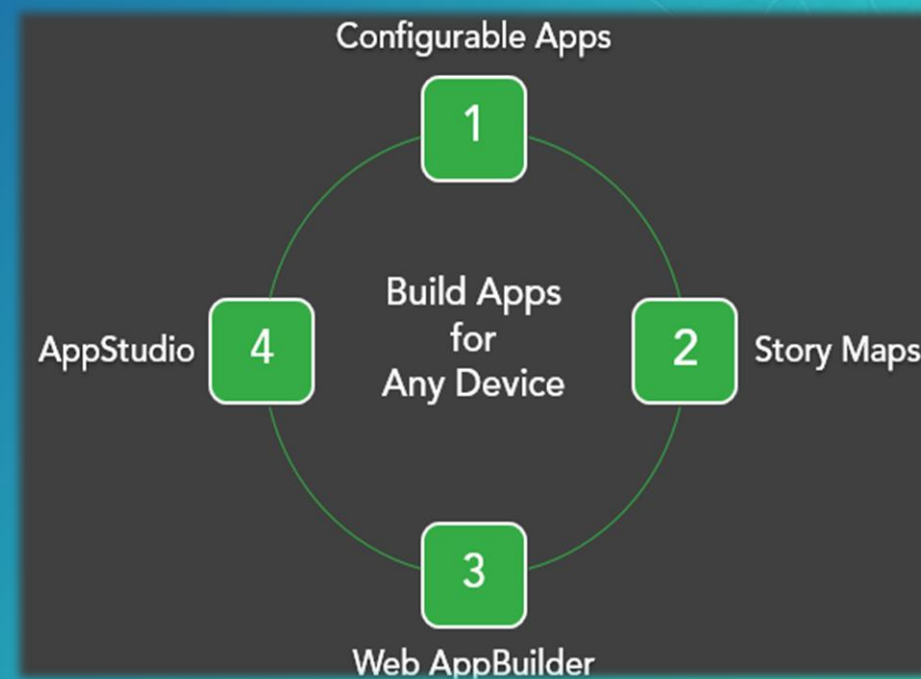 Configurable Apps
1
Build Apps
for
Any Device
AppStudio
4
2
Story Maps
3
Web AppBuilder